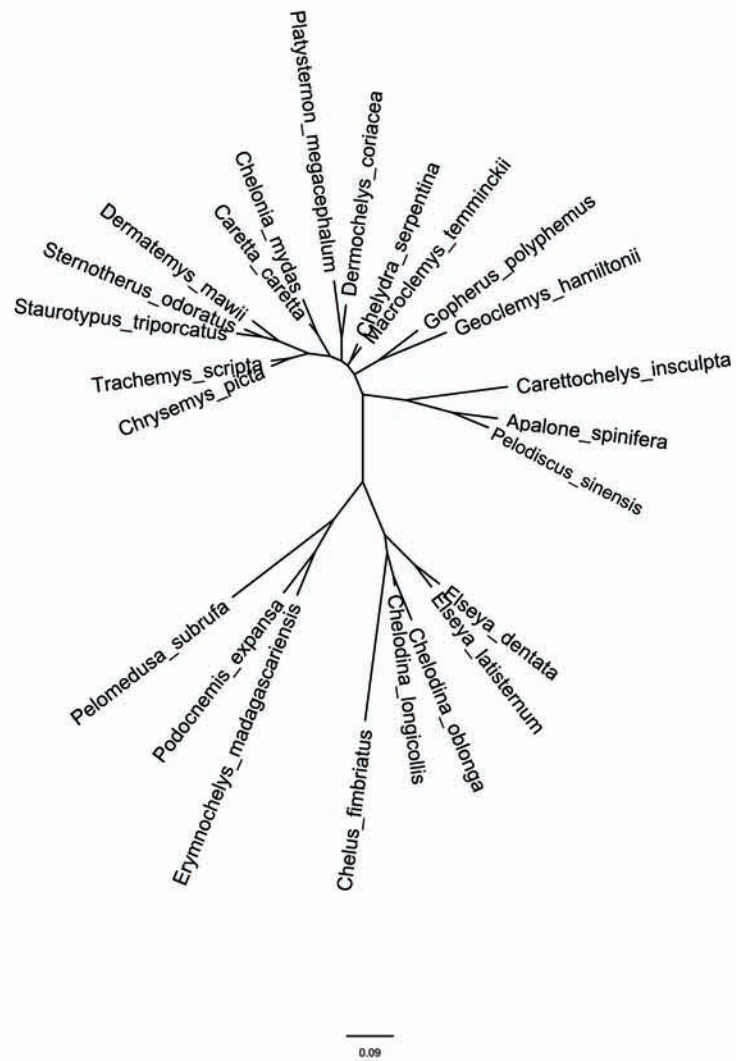 Platysternon_megacephalum
Dermochelys_coriacea
Chelonia_mydas
Caretta_caretta
Chelydra_serpentina
Macroclemys_temminckii
Gopherus_polyphemus
Geoclemys_hamiltonii
Dermatemys_mawii
Sternotherus_odoratus
Staurotypus_triporcatus
Trachemys_scripta
Chrysemys_picta
Carettochelys_insculpta
Apalone_spinifera
Pelodiscus_sinensis
Pelomedusa_subrufa
Podocnemis_expansa
Erymnochelys_madagascariensis
Chelus_fimbriatus
Chelodina_longicollis
Chelodina_oblonga
Elseya_latisternum
Elseya_dentata
0.09